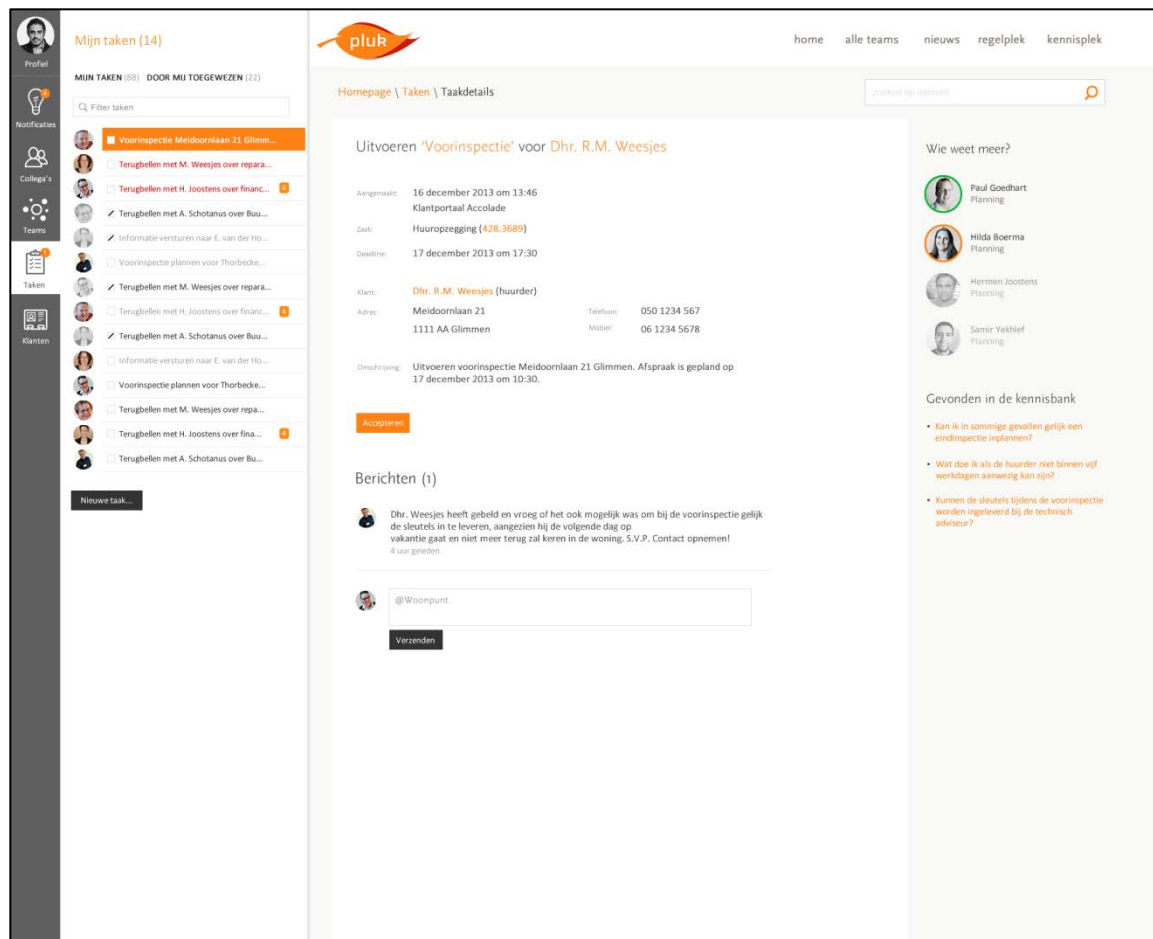 Profiel
4
Notificaties
Collega's
Teams
1
Taken
Klanten
Mijn taken (14)
MIJN TAKEN (88) DOOR MIJ TOEGEWEZEN (22)
Filter taken
Voorinspectie Meidoornlaan 21 Glimm...
Terugbellen met M. Weesjes over repara...
Terugbellen met H. Joostens over financ... 4
Terugbellen met A. Schotanus over Buu...
Informatie versturen naar E. van der Ho...
Voorinspectie plannen voor Thorbecke...
Terugbellen met M. Weesjes over repara...
Terugbellen met H. Joostens over financ... 4
Terugbellen met A. Schotanus over Buu...
Informatie versturen naar E. van der Ho...
Voorinspectie plannen voor Thorbecke...
Terugbellen met M. Weesjes over repa...
Terugbellen met H. Joostens over fina... 4
Terugbellen met A. Schotanus over Bu...
Nieuwe taak...
pluk
home alle teams nieuws regelplek kennisplek
Homepage \ Taken \ Taakdetails
zoeken op
Uitvoeren 'Voorinspectie' voor Dhr. R.M. Weesjes
Aangemaakt: 16 december 2013 om 13:46
Klantportaal Accolade
Zaak: Huuropzegging (428.3689)
Deadline: 17 december 2013 om 17:30
Klant: Dhr. R.M. Weesjes (huurder)
Adres: Meidoornlaan 21 Telefoon: 050 1234 567
1111 AA Glimmen Mobiel: 06 1234 5678
Omschrijving: Uitvoeren voorinspectie Meidoornlaan 21 Glimmen. Afspraak is gepland op
17 december 2013 om 10:30.
Accepteren
Berichten (1)
Dhr. Weesjes heeft gebeld en vroeg of het ook mogelijk was om bij de voorinspectie gelijk
de sleutels in te leveren, aangezien hij de volgende dag op
vakantie gaat en niet meer terug zal keren in de woning. S.V.P. Contact opnemen!
4 uur geleden
@Woonpunt
Verzenden
Wie weet meer?
Paul Goedhart
Planning
Hilda Boerma
Planning
Hermen Joostens
Planning
Samir Yekhlef
Planning
Gevonden in de kennisbank
• Kan ik in sommige gevallen gelijk een
eindinspectie inplannen?
• Wat doe ik als de huurder niet binnen vijf
werkdagen aanwezig kan zijn?
• Kunnen de sleutels tijdens de voorinspectie
worden ingeleverd bij de technisch
adviseur?